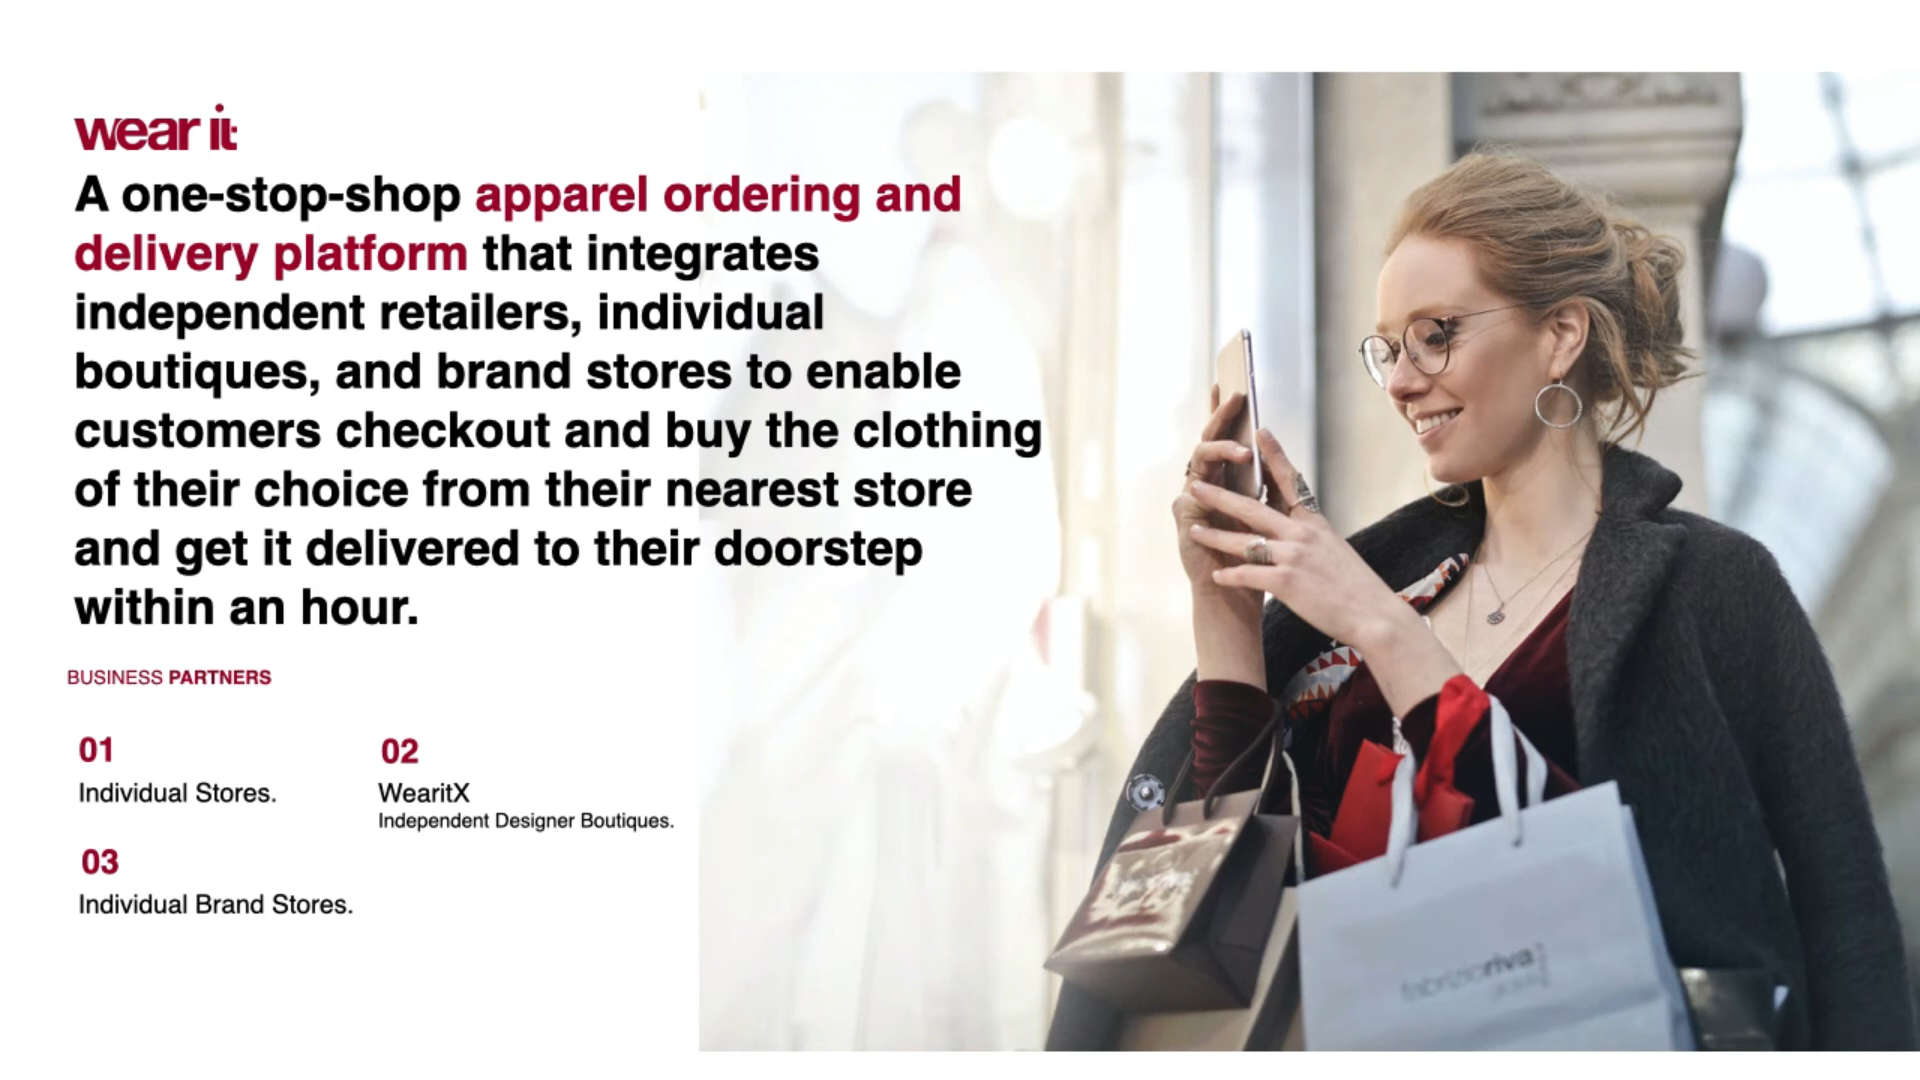 wear it
A one-stop-shop apparel ordering and
delivery platform that integrates
independent retailers, individual
boutiques, and brand stores to enable
customers checkout and buy the clothing
of their choice from their nearest store
and get it delivered to their doorstep
within an hour.
BUSINESS PARTNERS
01
Individual Stores.
02
WearitX
Independent Designer Boutiques.
03
Individual Brand Stores.
fabrizioriva